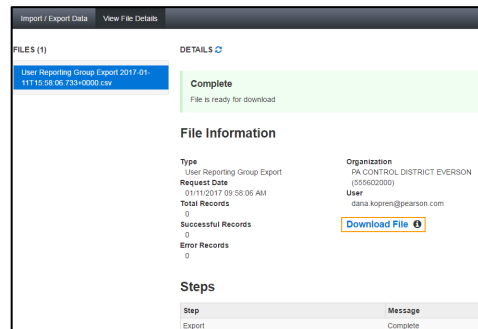 Import / Export Data View File Details
FILES (1)
User Reporting Group Export 2017-01-
11T15:58:06.733+0000.csv
DETAILS
Complete
File is ready for download
File Information
Type
User Reporting Group Export
Request Date
01/11/2017 09:58:06 AM
Total Records
0
Successful Records
0
Error Records
0
Organization
PA CONTROL DISTRICT EVERSON
(555602000)
User
dana.kopren@pearson.com
Download File
Steps
Step Message
Export Complete